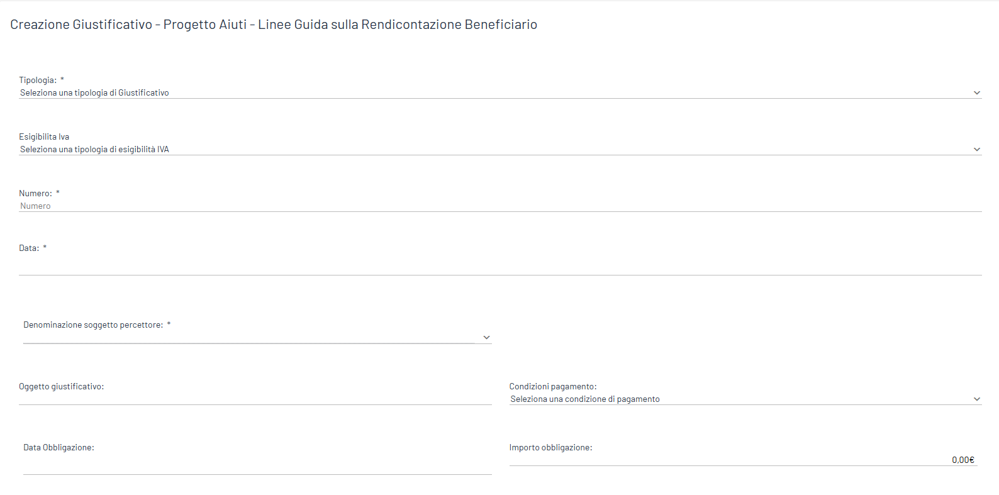 Creazione Giustificativo - Progetto Aiuti - Linee Guida sulla Rendicontazione Beneficiario
Tipologia: *
Seleziona una tipologia di Giustificativo
Esigibilita Iva
Seleziona una tipologia di esigibilità IVA
Numero: *
Numero
Data: *
Denominazione soggetto percettore: *
Oggetto giustificativo:
Condizioni pagamento:
Seleziona una condizione di pagamento
Data Obbligazione:
Importo obbligazione:
0,00€